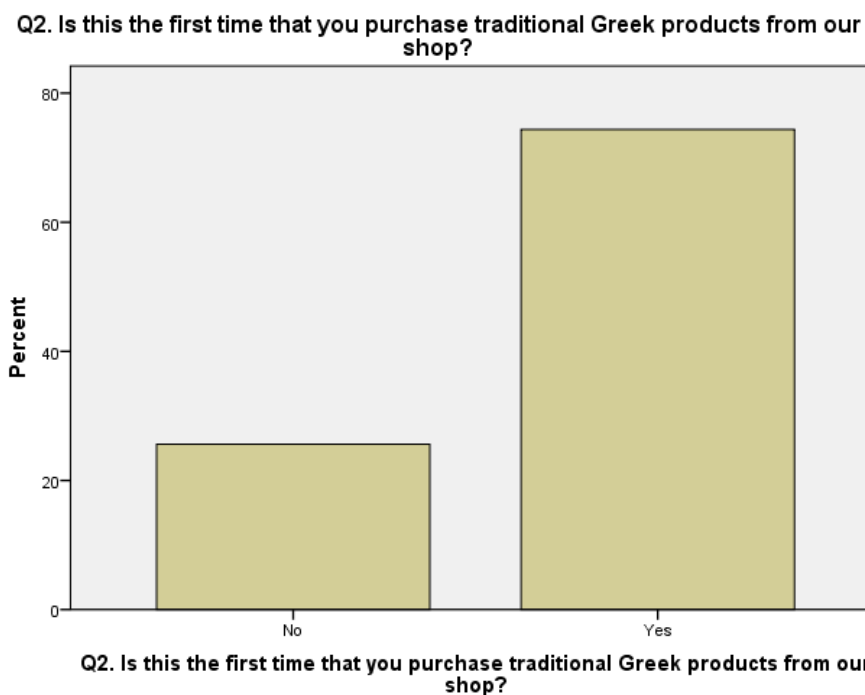 Q2. Is this the first time that you purchase traditional Greek products from our
shop?
80
60
40
20
0
Percent
No
Yes
Q2. Is this the first time that you purchase traditional Greek products from our
shop?